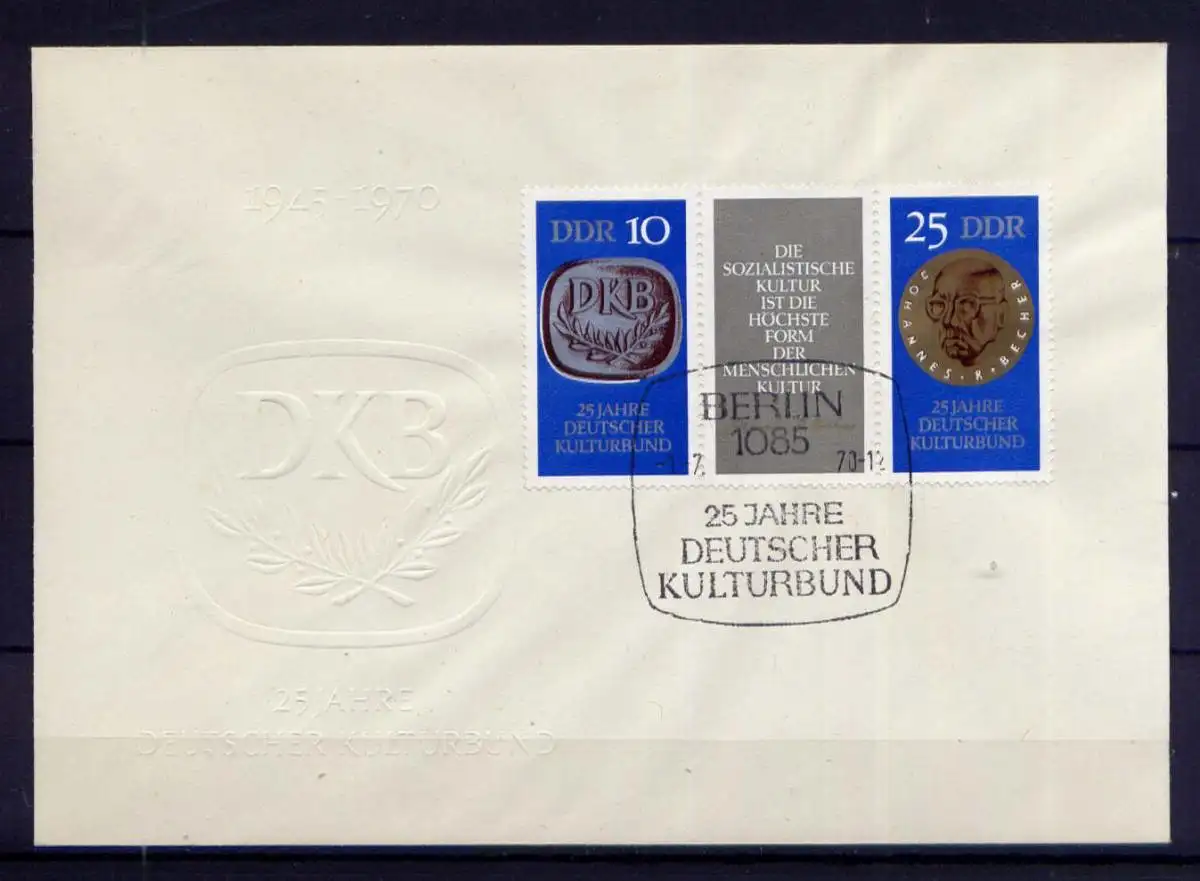 1945-1970
DKB
25 JAHRE
DEUTSCHER KULTURBUND
DDR 10
DKB
25 JAHRE
DEUTSCHER
KULTURBUND
DIE
SOZIALISTISCHE
KULTUR
IST DIE
HÖCHSTE
FORM
DER
MENSCHLICHEN
KULTUR
25 DDR
JOHANNES · R · BECHER
25 JAHRE
DEUTSCHER
KULTURBUND
BERLIN
1085
70-12
25 JAHRE
DEUTSCHER
KULTURBUND